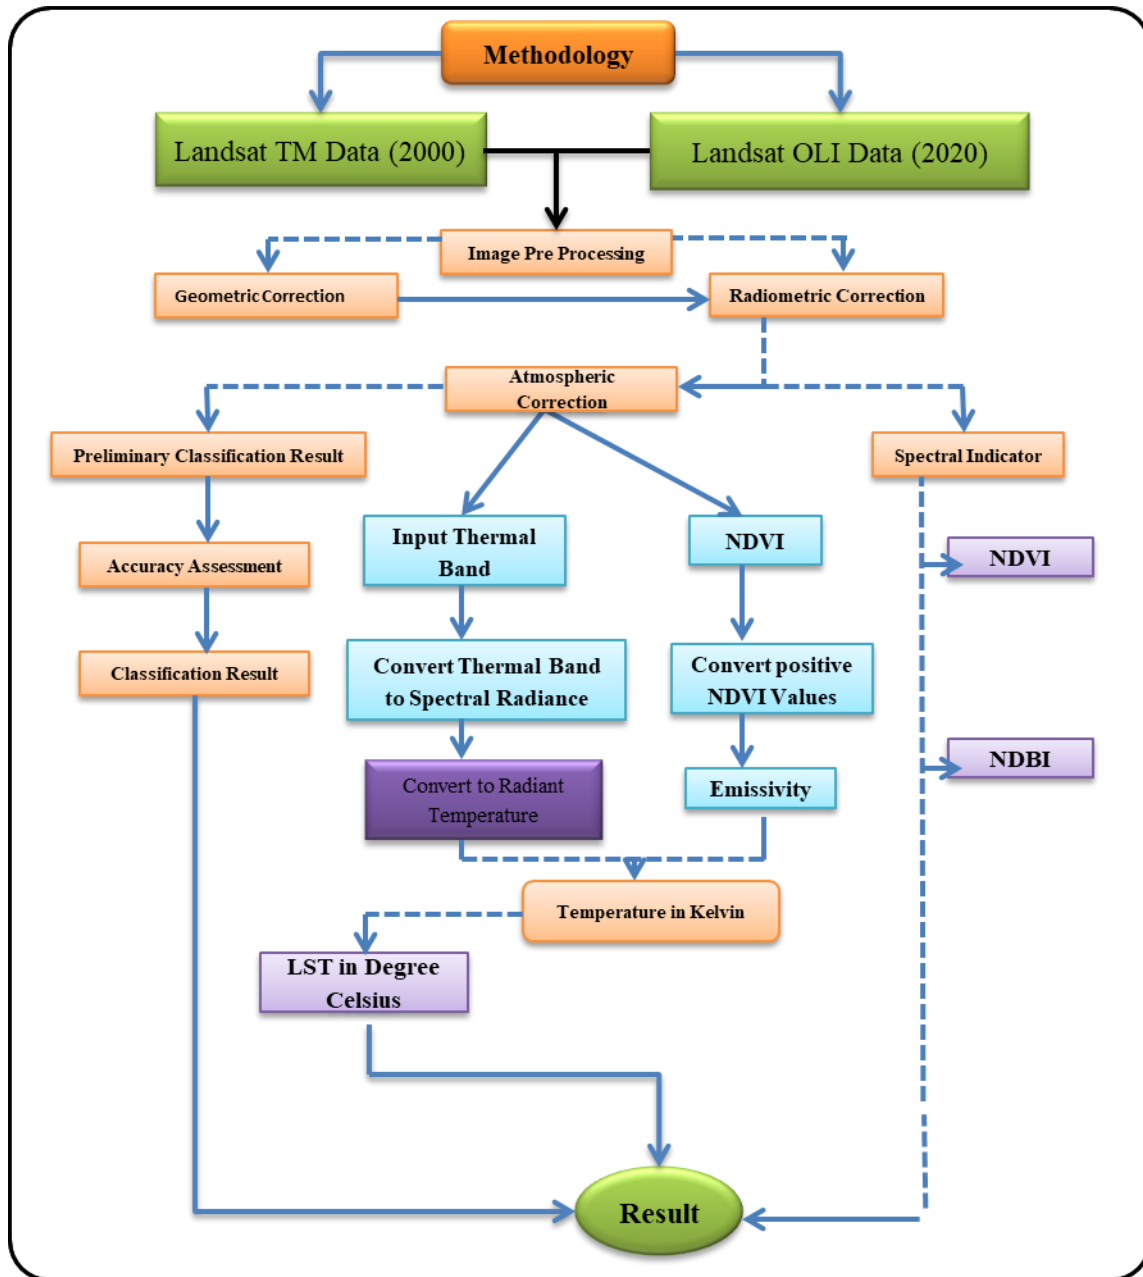 Methodology
Landsat TM Data (2000)
Landsat OLI Data (2020)
Image Pre Processing
Geometric Correction
Radiometric Correction
Atmospheric
Correction
Preliminary Classification Result
Spectral Indicator
Input Thermal
Band
NDVI
NDVI
Accuracy Assessment
Classification Result
Convert Thermal Band
to Spectral Radiance
Convert positive
NDVI Values
NDBI
Convert to Radiant
Temperature
Emissivity
Temperature in Kelvin
LST in Degree
Celsius
Result